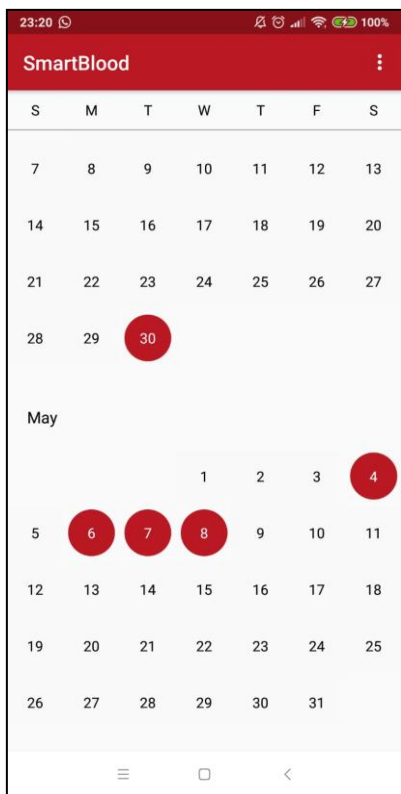 23:20 100%
SmartBlood
S M T W T F S
7 8 9 10 11 12 13
14 15 16 17 18 19 20
21 22 23 24 25 26 27
28 29 30
May
1 2 3 4
5 6 7 8 9 10 11
12 13 14 15 16 17 18
19 20 21 22 23 24 25
26 27 28 29 30 31